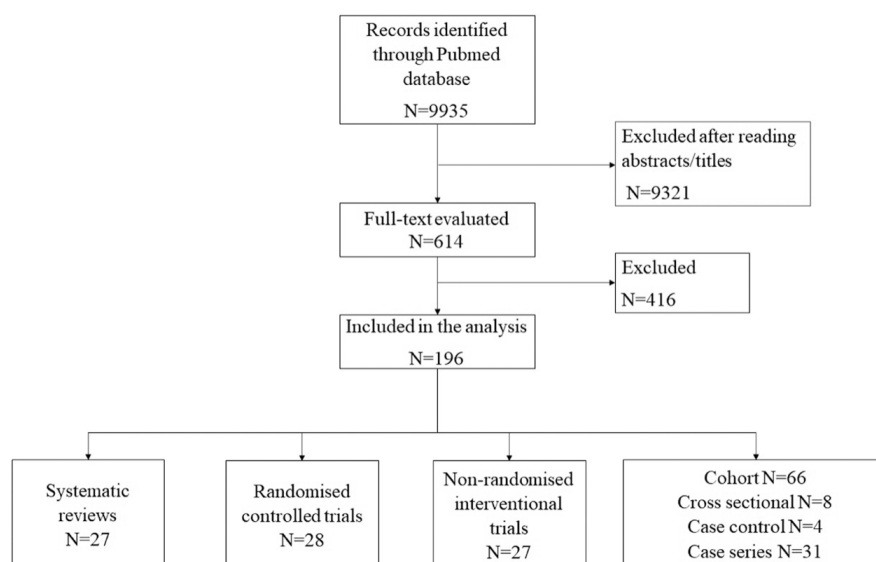 Records identified
through Pubmed
database
N=9935
Excluded after reading
abstracts/titles
N=9321
Full-text evaluated
N=614
Excluded
N=416
Included in the analysis
N=196
Systematic
reviews
N=27
Randomised
controlled trials
N=28
Non-randomised
interventional
trials
N=27
Cohort N=66
Cross sectional N=8
Case control N=4
Case series N=31